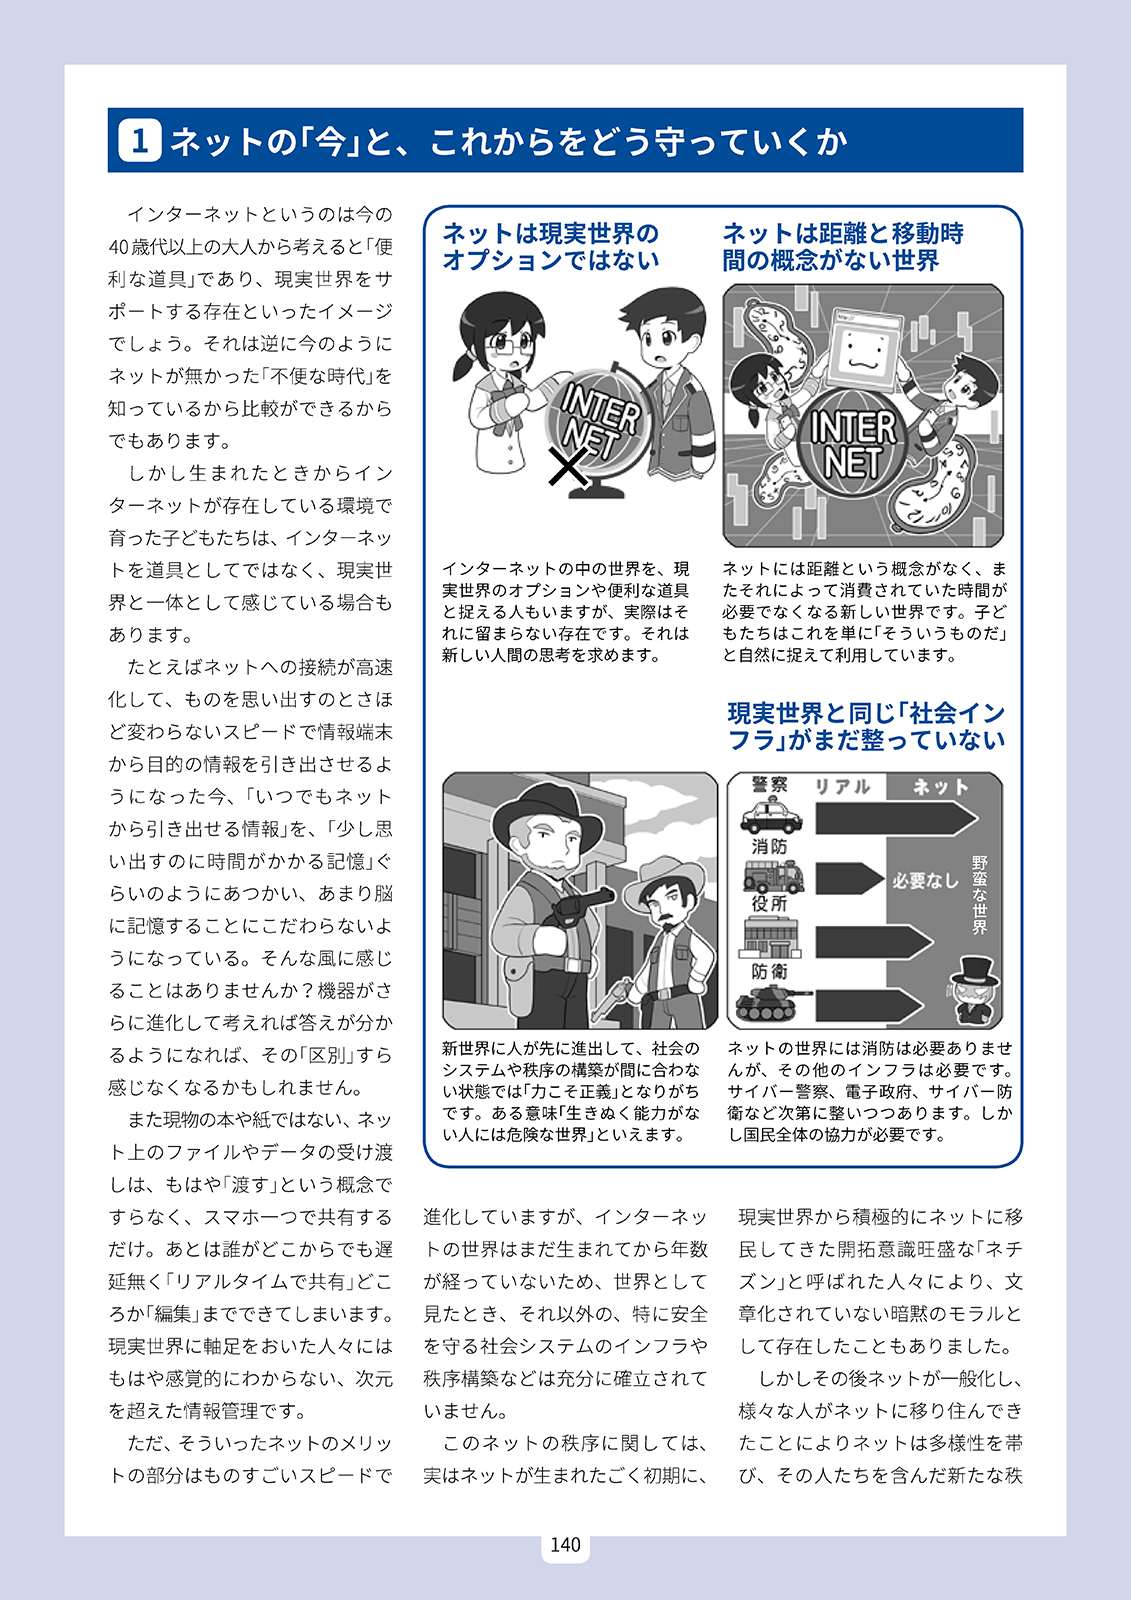 1 ネットの「今」と、これからをどう守っていくか
インターネットというのは今の
40歳代以上の大人から考えると「便
利な道具」であり、現実世界をサ
ポートする存在といったイメージ
でしょう。それは逆に今のように
ネットが無かった「不便な時代」を
知っているから比較ができるから
でもあります。
しかし生まれたときからイン
ターネットが存在している環境で
育った子どもたちは、インターネッ
トを道具としてではなく、現実世
界と一体として感じている場合も
あります。
たとえばネットへの接続が高速
化して、ものを思い出すのとさほ
ど変わらないスピードで情報端末
から目的の情報を引き出させるよ
うになった今、「いつでもネット
から引き出せる情報」を、「少し思
い出すのに時間がかかる記憶」ぐ
らいのようにあつかい、あまり脳
に記憶することにこだわらないよ
うになっている。そんな風に感じ
ることはありませんか?機器がさ
らに進化して考えれば答えが分か
るようになれば、その「区別」すら
感じなくなるかもしれません。
また現物の本や紙ではない、ネッ
ト上のファイルやデータの受け渡
しは、もはや「渡す」という概念で
すらなく、スマホ一つで共有する
だけ。あとは誰がどこからでも遅
延無く「リアルタイムで共有」どこ
ろか「編集」までできてしまいます。
現実世界に軸足をおいた人々には
もはや感覚的にわからない、次元
を超えた情報管理です。
ただ、そういったネットのメリッ
トの部分はものすごいスピードで
ネットは現実世界の
オプションではない
INTER
NET
インターネットの中の世界を、現
実世界のオプションや便利な道具
と捉える人もいますが、実際はそ
れに留まらない存在です。それは
新しい人間の思考を求めます。
ネットは距離と移動時
間の概念がない世界
INTER
NET
ネットには距離という概念がなく、ま
たそれによって消費されていた時間が
必要でなくなる新しい世界です。子ど
もたちはこれを単に「そういうものだ」
と自然に捉えて利用しています。
新世界に人が先に進出して、社会の
システムや秩序の構築が間に合わな
い状態では「力こそ正義」となりがち
です。ある意味「生きぬく能力がな
い人には危険な世界」といえます。
現実世界と同じ「社会イン
フラ」がまだ整っていない
警察
リアル
ネット
消防
必要なし
役所
防衛
野蛮な世界
ネットの世界には消防は必要ありませ
んが、その他のインフラは必要です。
サイバー警察、電子政府、サイバー防
衛など次第に整いつつあります。しか
し国民全体の協力が必要です。
進化していますが、インターネッ
トの世界はまだ生まれてから年数
が経っていないため、世界として
見たとき、それ以外の、特に安全
を守る社会システムのインフラや
秩序構築などは充分に確立されて
いません。
このネットの秩序に関しては、
実はネットが生まれたごく初期に、
現実世界から積極的にネットに移
民してきた開拓意識旺盛な「ネチ
ズン」と呼ばれた人々により、文
章化されていない暗黙のモラルと
して存在したこともありました。
しかしその後ネットが一般化し、
様々な人がネットに移り住んでき
たことによりネットは多様性を帯
び、その人たちを含んだ新たな秩
140